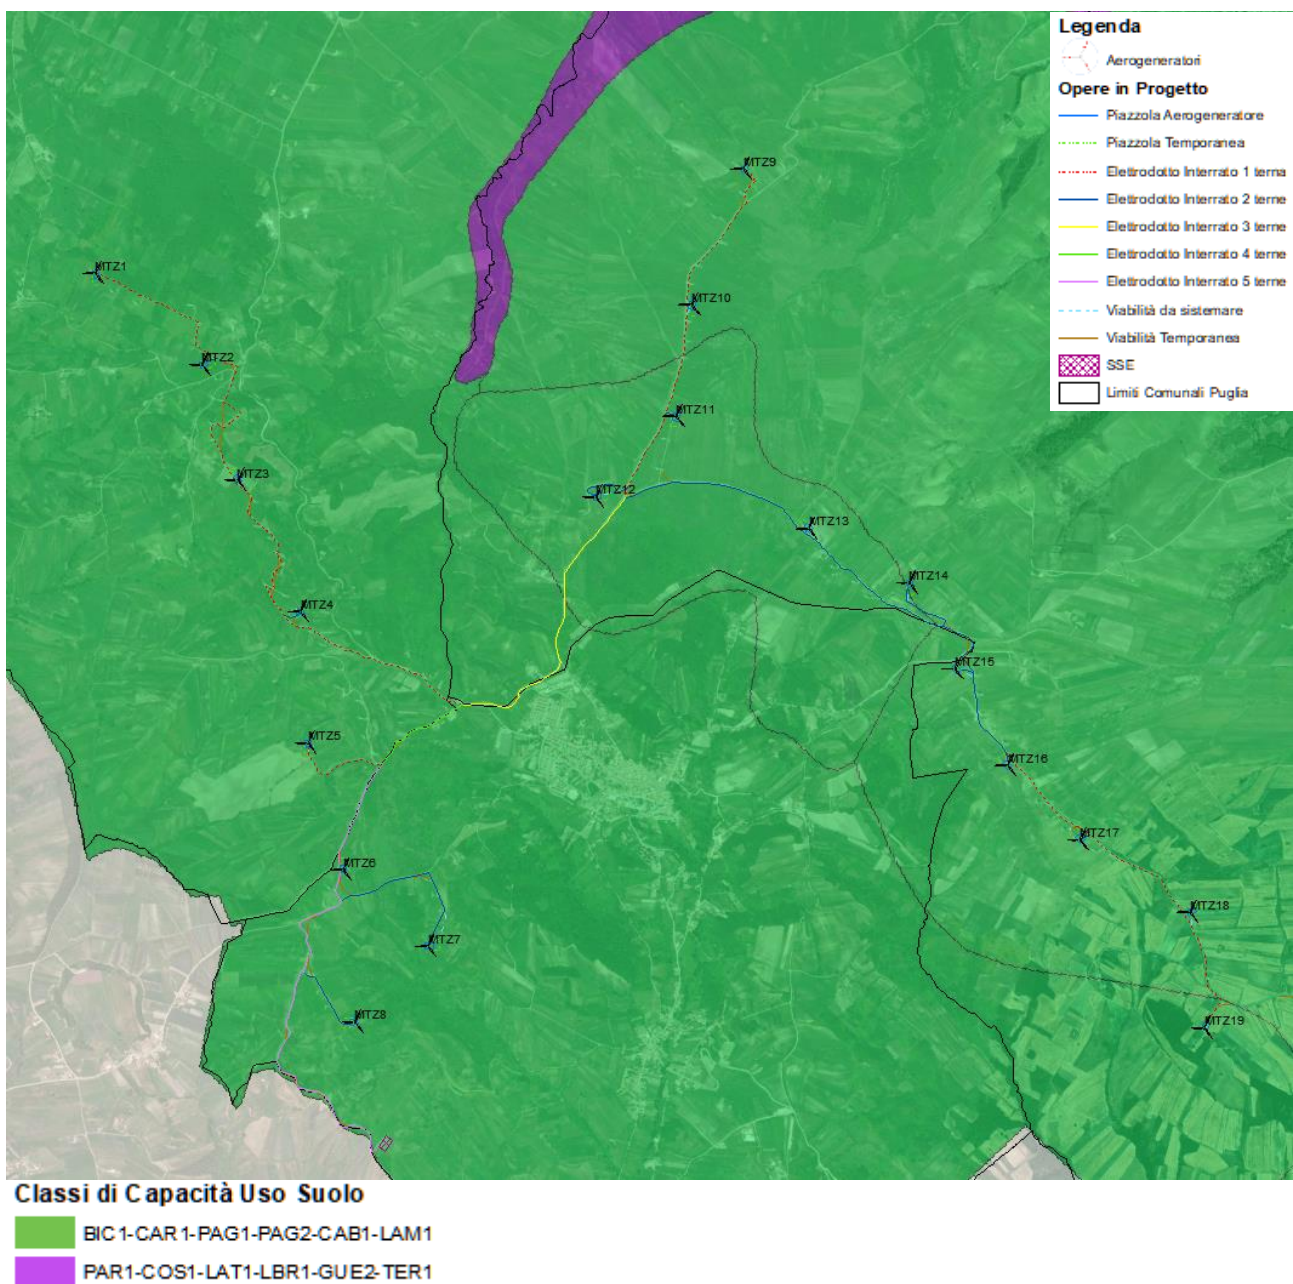 Legenda
Aerogeneratori
Opere in Progetto
Piazzola Aerogeneratore
Piazzola Temporanea
Elettrodotto Interrato 1 terna
Elettrodotto Interrato 2 terne
Elettrodotto Interrato 3 terne
Elettrodotto Interrato 4 terne
Elettrodotto Interrato 5 terne
Viabilità da sistemare
Viabilità Temporanea
SSE
Limiti Comunali Puglia
MTZ9
MTZ1
MTZ10
MTZ2
MTZ11
MTZ3
MTZ12
MTZ13
MTZ14
MTZ4
MTZ15
MTZ5
MTZ16
MTZ17
MTZ6
MTZ18
MTZ7
MTZ8
MTZ19
Classi di Capacità Uso Suolo
BIC1-CAR1-PAG1-PAG2-CAB1-LAM1
PAR1-COS1-LAT1-LBR1-GUE2-TER1